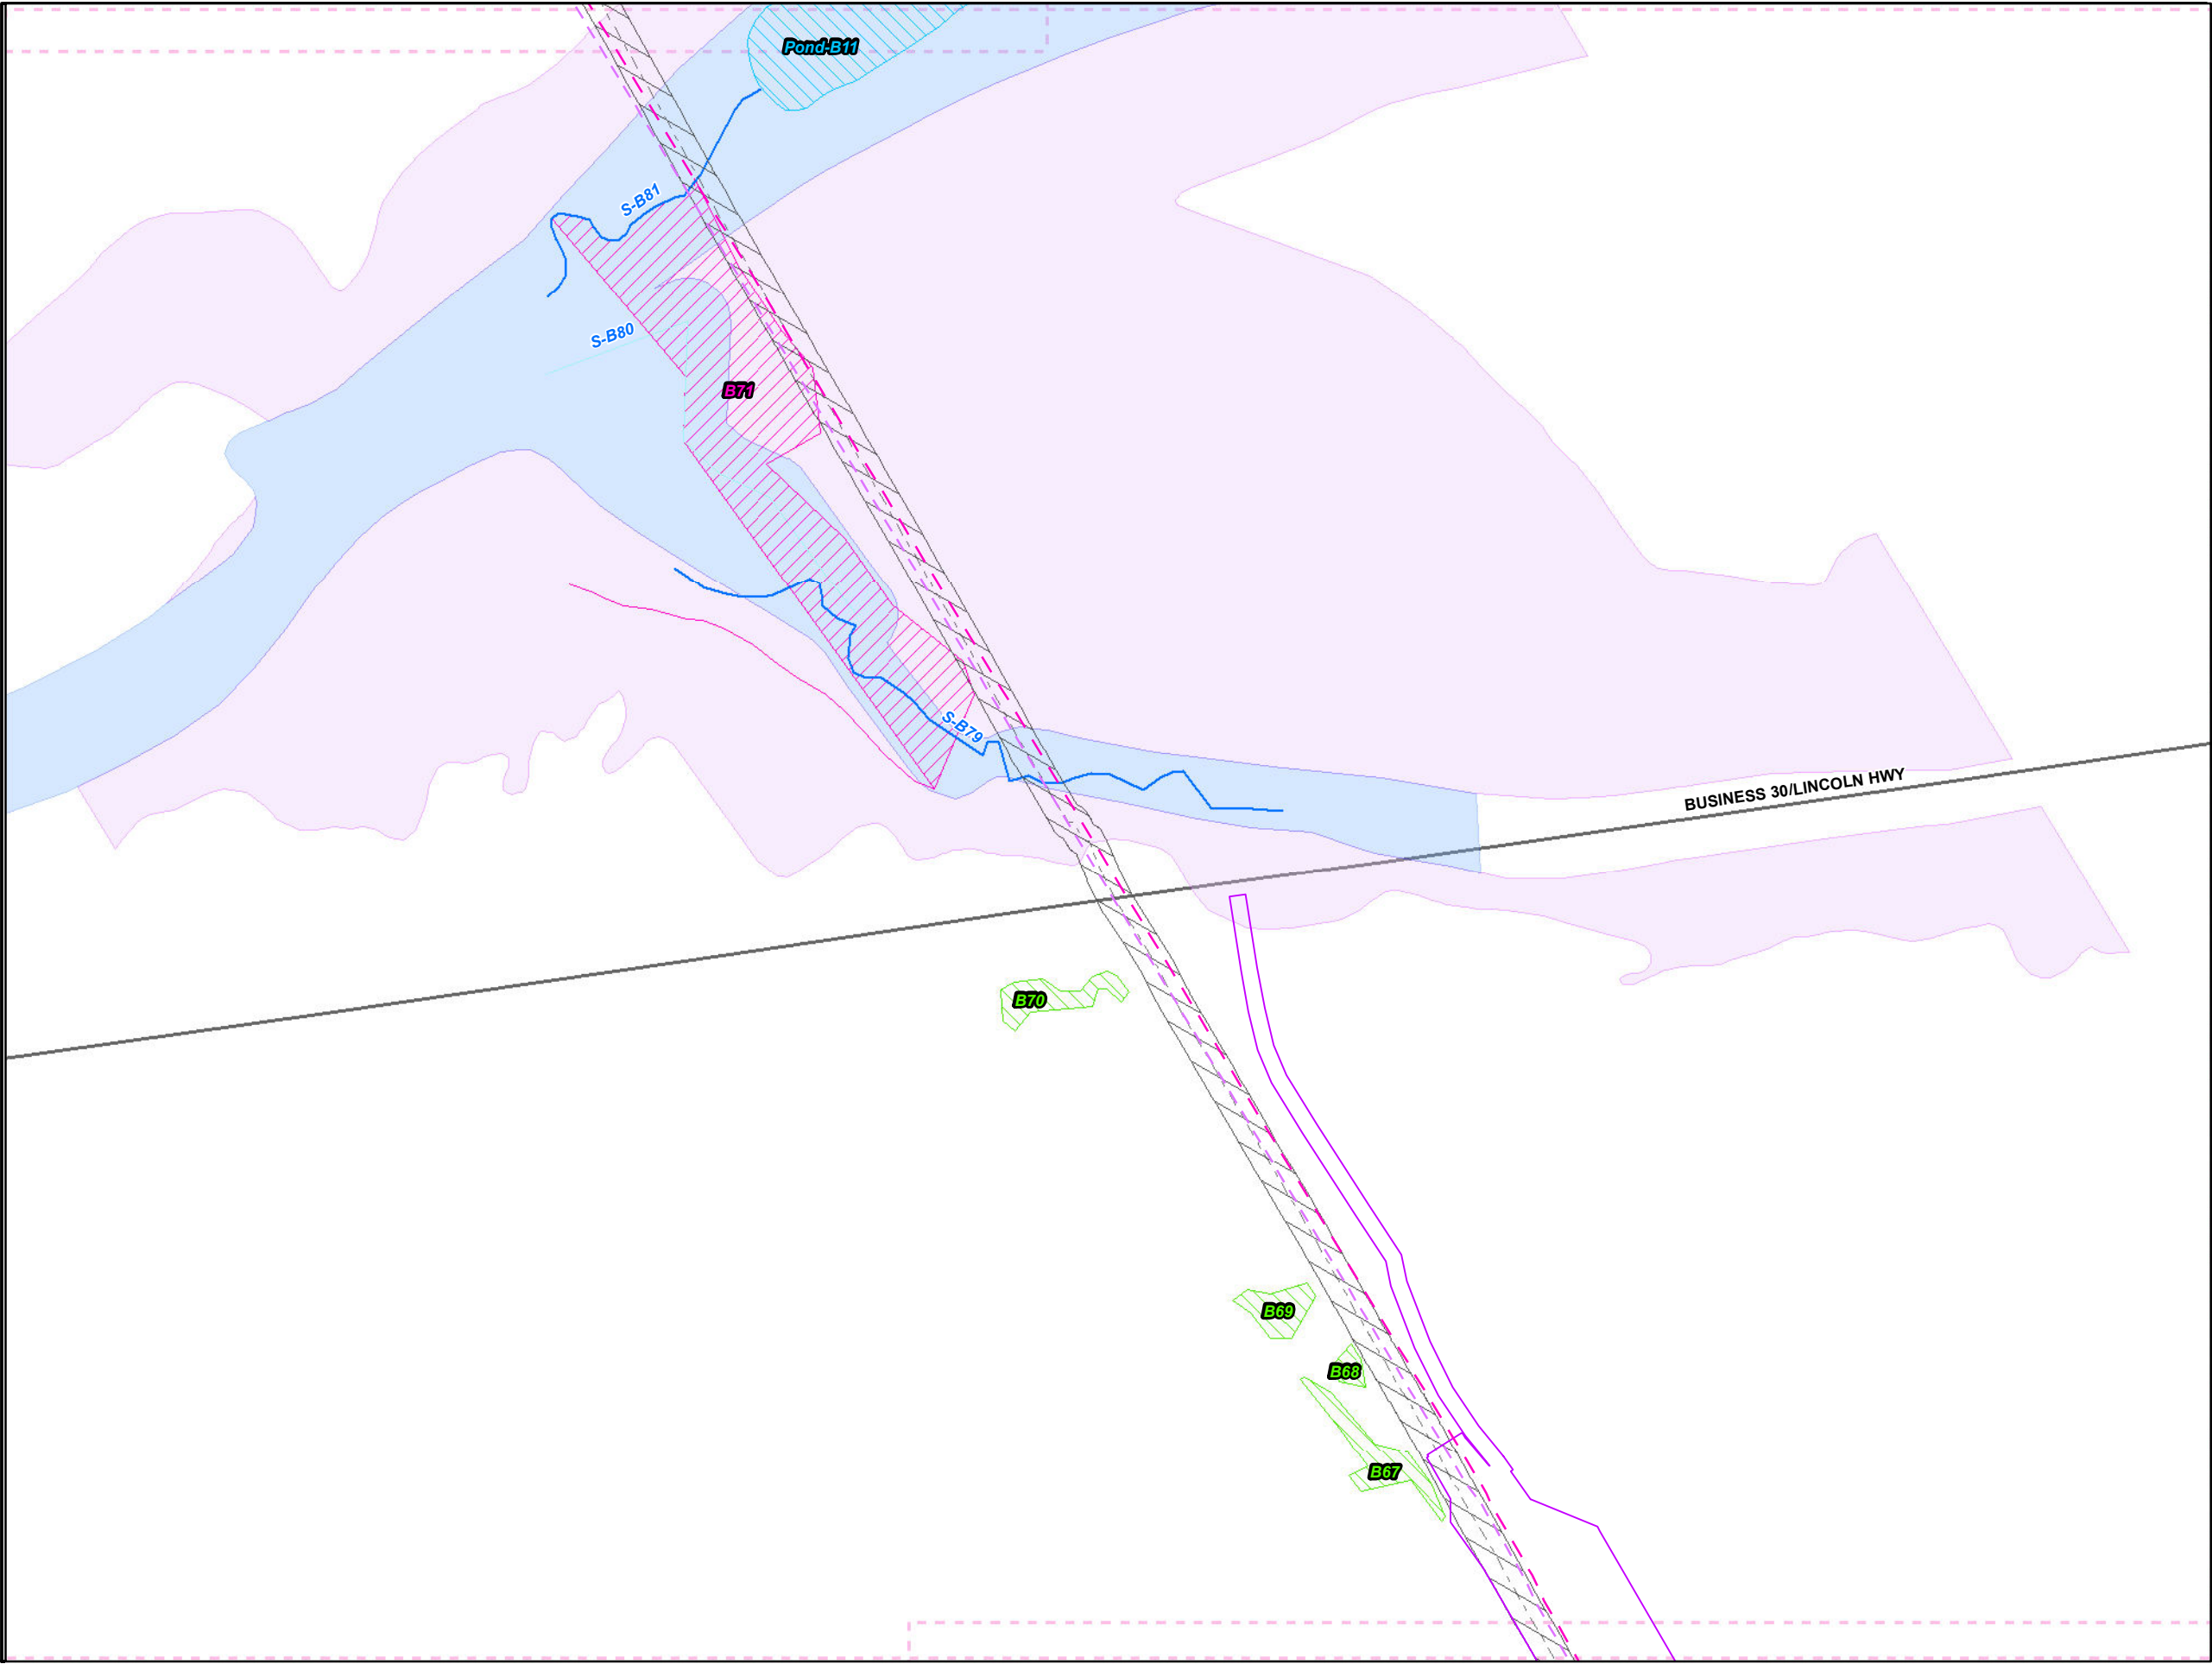 Pond-B11
S-B81
S-B80
B71
S-B79
BUSINESS 30/LINCOLN HWY
B70
B69
B68
B67